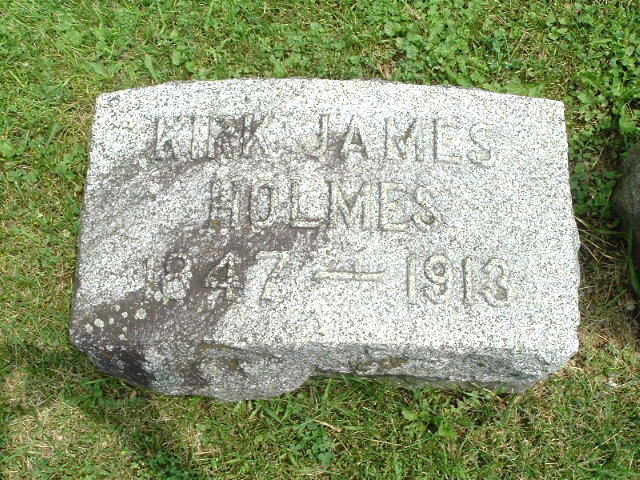 KIRK JAMES
HOLMES
1847 — 1913